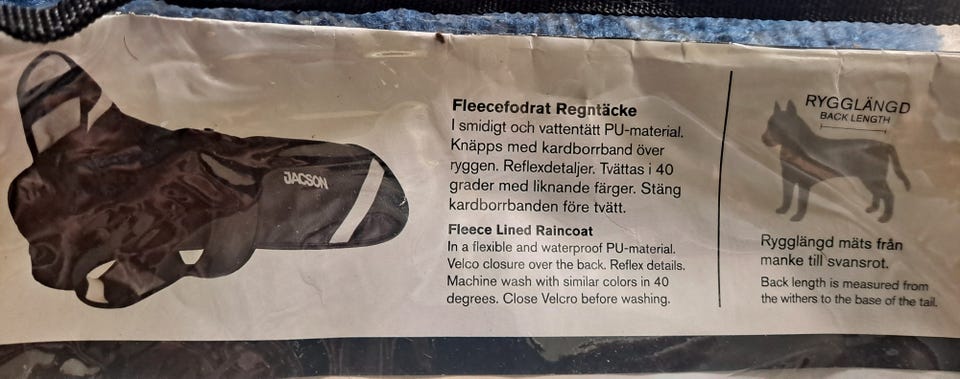 JACSON
Fleecefodrat Regntäcke
I smidigt och vattentätt PU-material.
Knäpps med kardborrband över
ryggen. Reflexdetaljer. Tvättas i 40
grader med liknande färger. Stäng
kardborrbanden före tvätt.
Fleece Lined Raincoat
In a flexible and waterproof PU-material.
Velco closure over the back. Reflex details.
Machine wash with similar colors in 40
degrees. Close Velcro before washing.
RYGGLÄNGD
BACK LENGTH
Rygglängd mäts från
manke till svansrot.
Back length is measured from
the withers to the base of the tail.